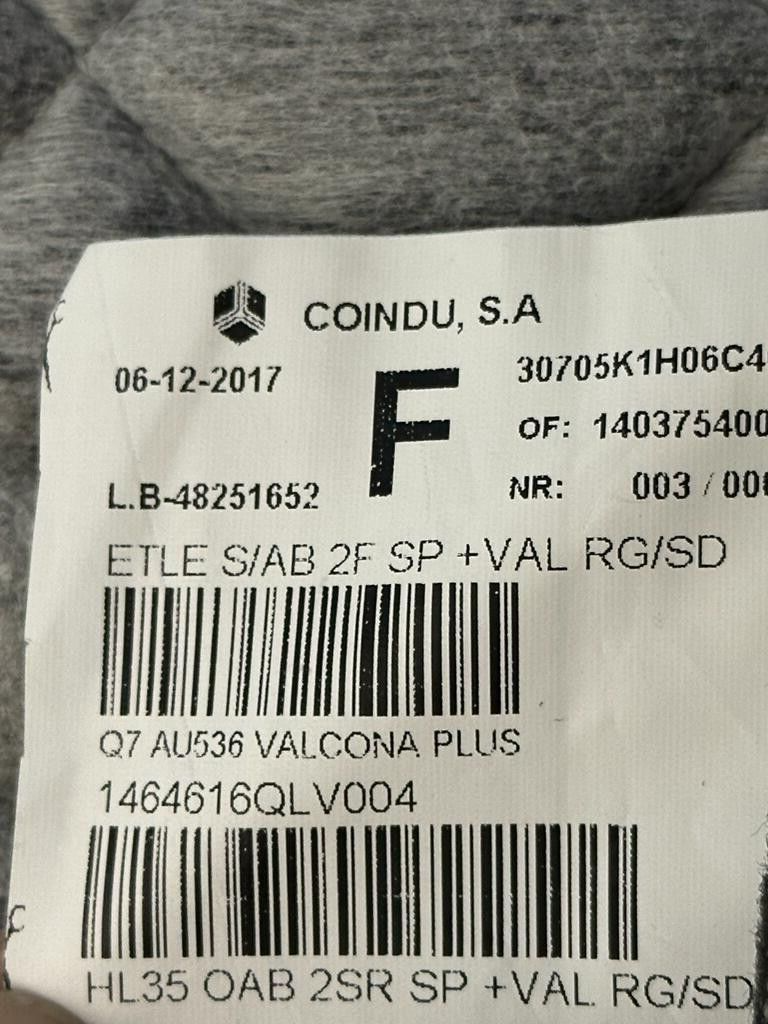 COINDU, S.A
06-12-2017
F
30705K1H06C4
OF: 140375400
L.B-48251652
NR: 003 / 00
ETLE S/AB 2F SP +VAL RG/SD
Q7 AU536 VALCONA PLUS
1464616QLV004
HL35 OAB 2SR SP +VAL RG/SD